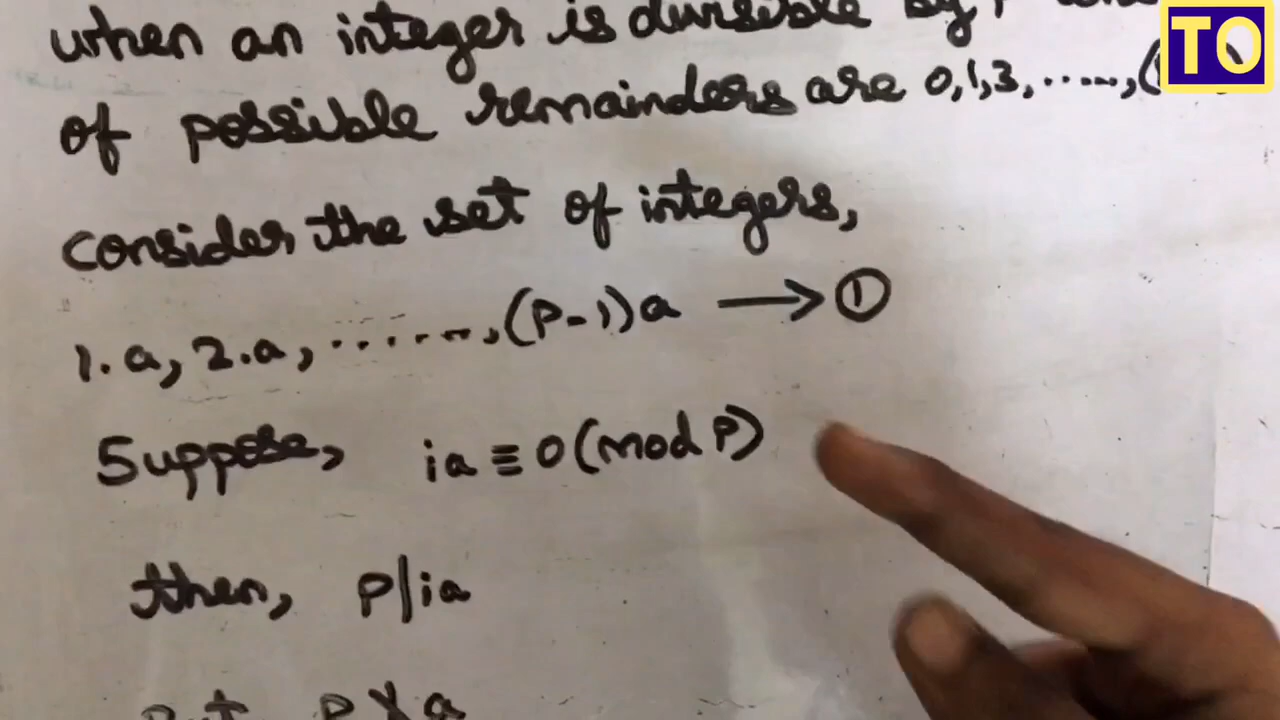 when an integer is divisible by P
of possible remainders are 0,1,3,......,(
TO
consider the set of integers,
1.a, 2.a, ........,(P-1)a ⟶ ①
Suppose, ia ≡ 0(mod P)
then, P|ia
But, P∤a